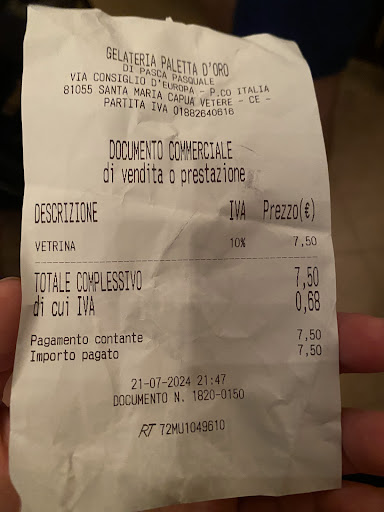 GELATERIA PALETTA D'ORO
DI PASCA PASQUALE
VIA CONSIGLIO D'EUROPA - P.CO ITALIA
81055 SANTA MARIA CAPUA VETERE - CE -
PARTITA IVA 01882640616
DOCUMENTO COMMERCIALE
di vendita o prestazione
DESCRIZIONE IVA Prezzo(€)
VETRINA 10% 7,50
TOTALE COMPLESSIVO 7,50
di cui IVA 0,68
Pagamento contante 7,50
Importo pagato 7,50
21-07-2024 21:47
DOCUMENTO N. 1820-0150
RT 72MU1049610